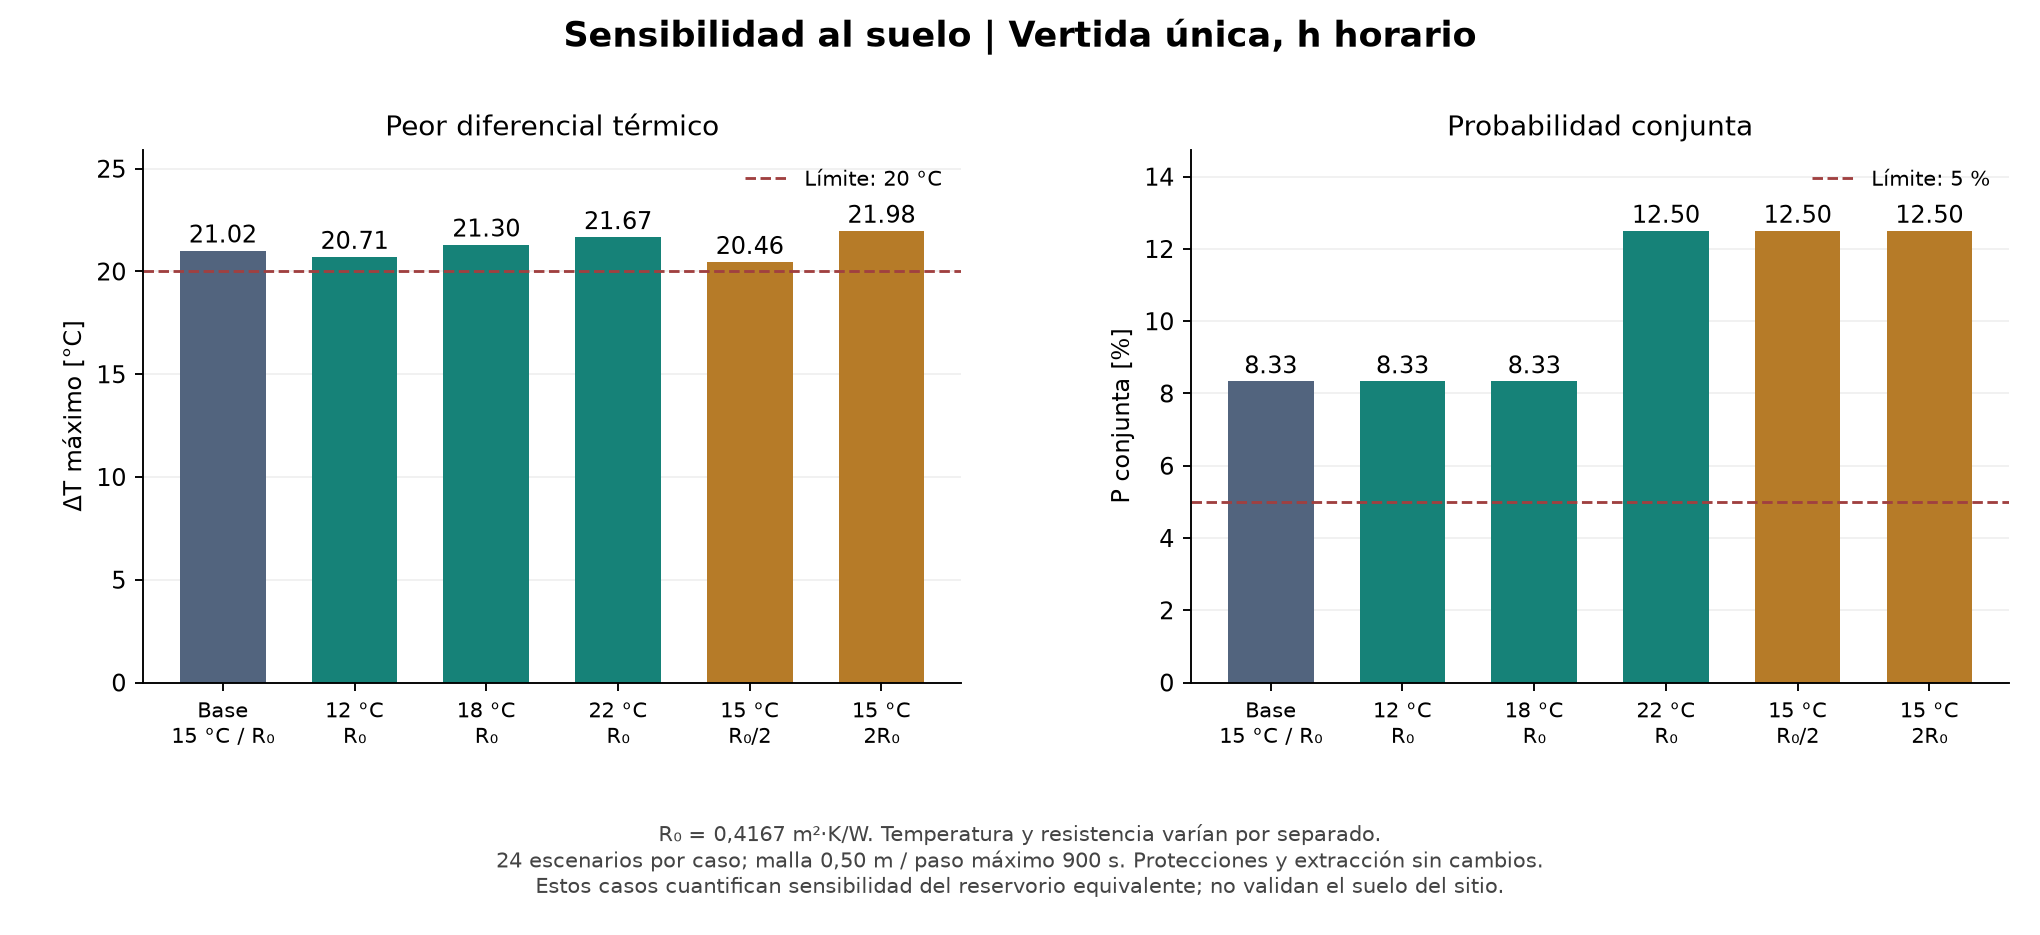 Sensibilidad al suelo | Vertida única, h horario
Peor diferencial térmico
ΔT máximo [°C]
25
20
15
10
5
0
Límite: 20 °C
21.02
20.71
21.30
21.67
20.46
21.98
Base
15 °C / R₀
12 °C
R₀
18 °C
R₀
22 °C
R₀
15 °C
R₀/2
15 °C
2R₀
Probabilidad conjunta
P conjunta [%]
14
12
10
8
6
4
2
0
Límite: 5 %
8.33
8.33
8.33
12.50
12.50
12.50
Base
15 °C / R₀
12 °C
R₀
18 °C
R₀
22 °C
R₀
15 °C
R₀/2
15 °C
2R₀
R₀ = 0,4167 m²·K/W. Temperatura y resistencia varían por separado.
24 escenarios por caso; malla 0,50 m / paso máximo 900 s. Protecciones y extracción sin cambios.
Estos casos cuantifican sensibilidad del reservorio equivalente; no validan el suelo del sitio.